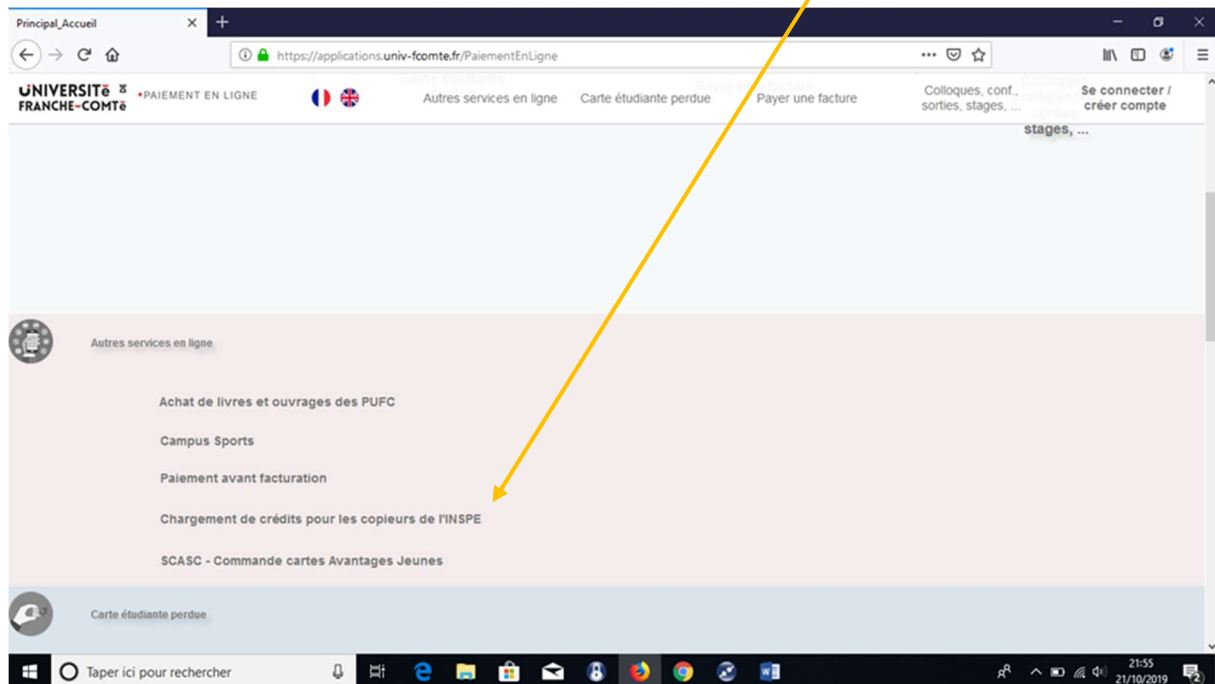 Principal_Accueil
https://applications.univ-fcomte.fr/PaiementEnLigne
UNIVERSITĕ
FRANCHE-COMTĕ
•PAIEMENT EN LIGNE
Autres services en ligne
Carte étudiante perdue
Payer une facture
Colloques, conf.,
sorties, stages, ...
Se connecter /
créer compte
stages, ...
Autres services en ligne
Achat de livres et ouvrages des PUFC
Campus Sports
Paiement avant facturation
Chargement de crédits pour les copieurs de l'INSPE
SCASC - Commande cartes Avantages Jeunes
Carte étudiante perdue
Taper ici pour rechercher
21:55
21/10/2019